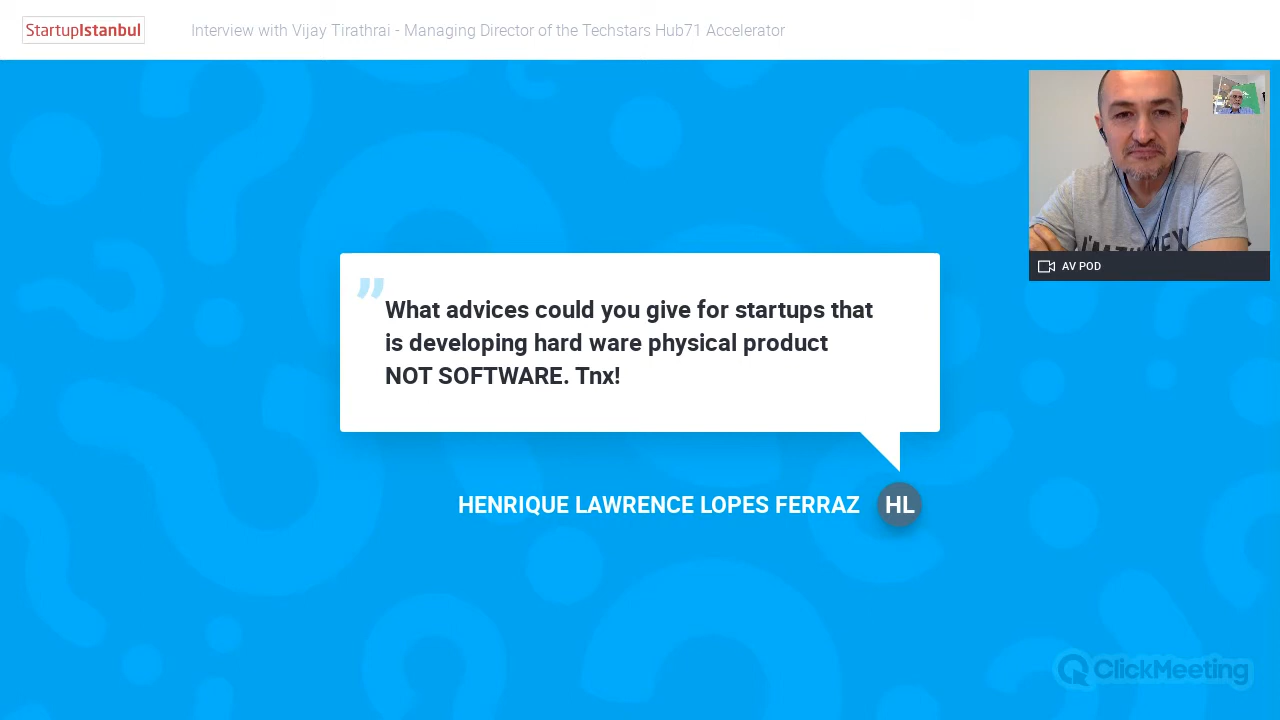 StartupIstanbul
Interview with Vijay Tirathrai - Managing Director of the Techstars Hub71 Accelerator
AV POD
"
What advices could you give for startups that
is developing hard ware physical product
NOT SOFTWARE. Tnx!
HENRIQUE LAWRENCE LOPES FERRAZ
HL
ClickMeeting